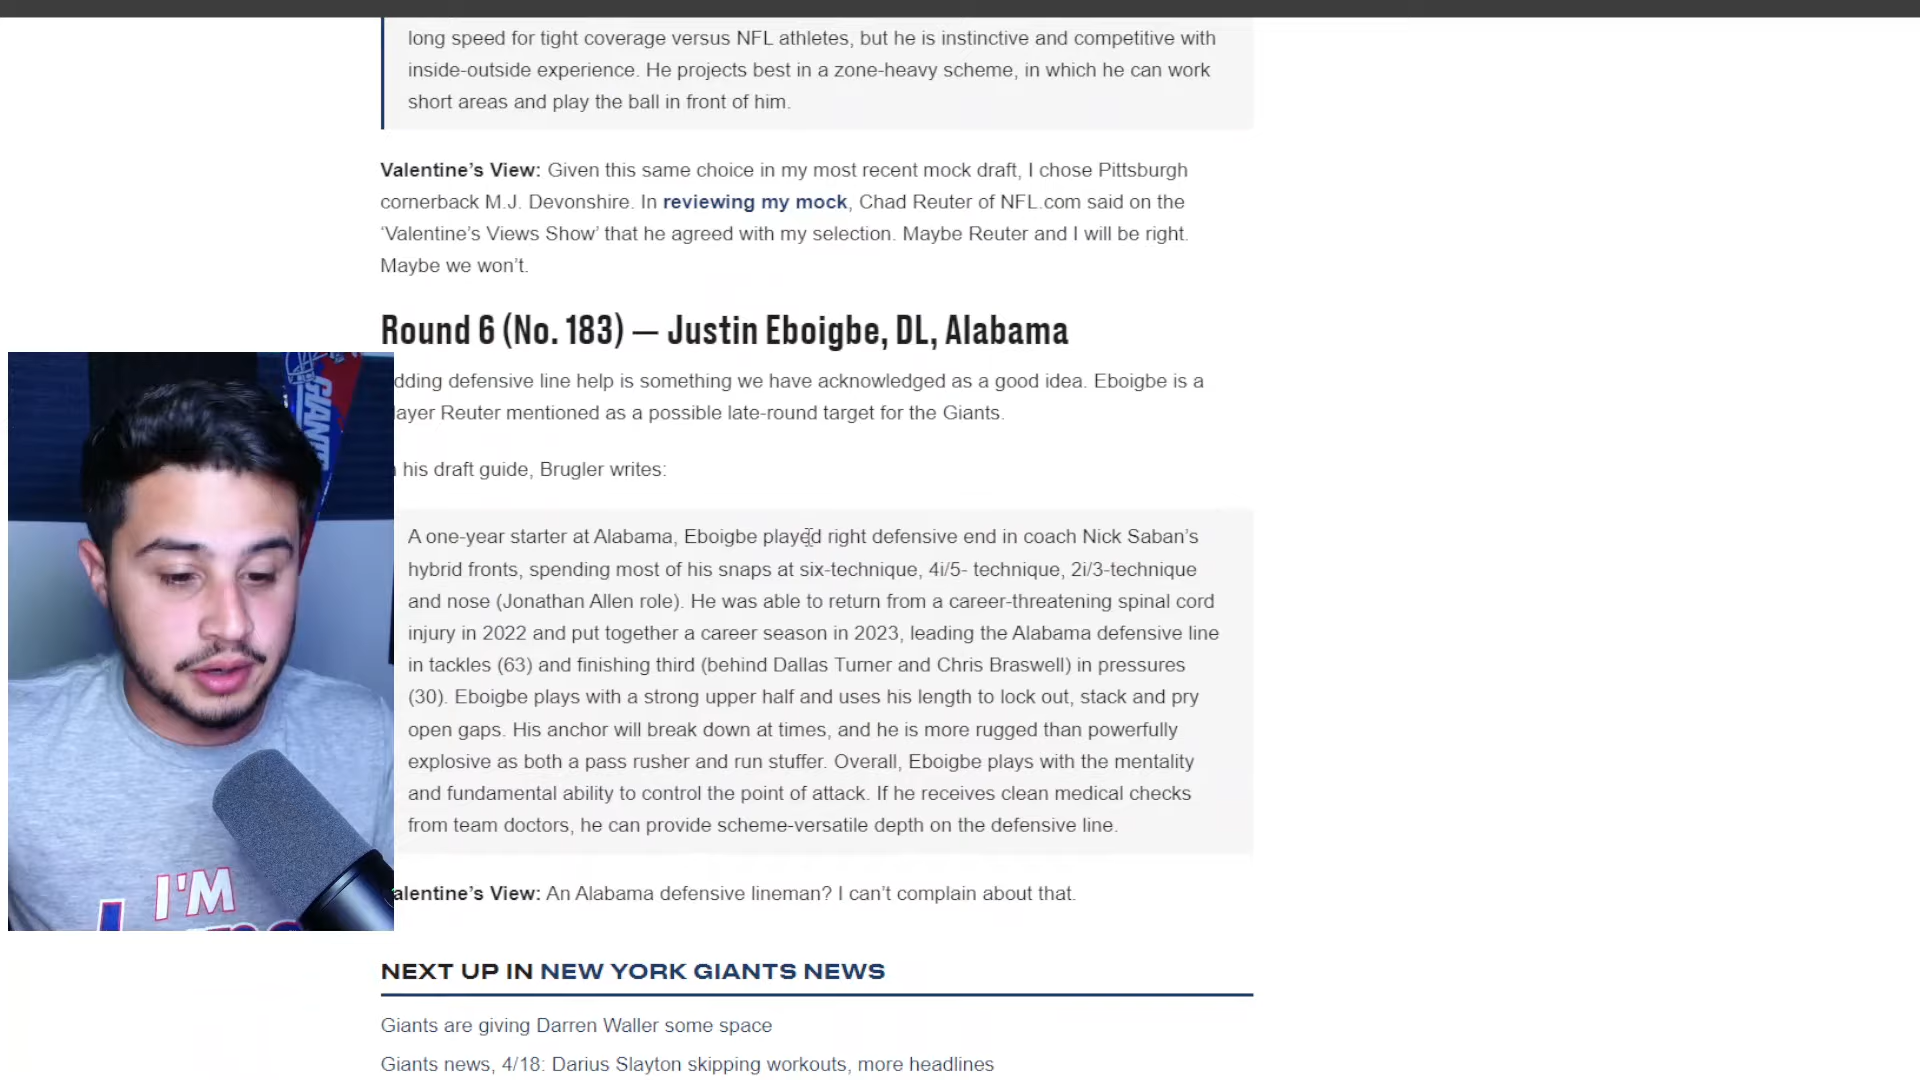 long speed for tight coverage versus NFL athletes, but he is instinctive and competitive with
inside-outside experience. He projects best in a zone-heavy scheme, in which he can work
short areas and play the ball in front of him.
Valentine’s View: Given this same choice in my most recent mock draft, I chose Pittsburgh
cornerback M.J. Devonshire. In reviewing my mock, Chad Reuter of NFL.com said on the
‘Valentine’s Views Show’ that he agreed with my selection. Maybe Reuter and I will be right.
Maybe we won’t.
Round 6 (No. 183) — Justin Eboigbe, DL, Alabama
dding defensive line help is something we have acknowledged as a good idea. Eboigbe is a
layer Reuter mentioned as a possible late-round target for the Giants.
his draft guide, Brugler writes:
A one-year starter at Alabama, Eboigbe played right defensive end in coach Nick Saban’s
hybrid fronts, spending most of his snaps at six-technique, 4i/5- technique, 2i/3-technique
and nose (Jonathan Allen role). He was able to return from a career-threatening spinal cord
injury in 2022 and put together a career season in 2023, leading the Alabama defensive line
in tackles (63) and finishing third (behind Dallas Turner and Chris Braswell) in pressures
(30). Eboigbe plays with a strong upper half and uses his length to lock out, stack and pry
open gaps. His anchor will break down at times, and he is more rugged than powerfully
explosive as both a pass rusher and run stuffer. Overall, Eboigbe plays with the mentality
and fundamental ability to control the point of attack. If he receives clean medical checks
from team doctors, he can provide scheme-versatile depth on the defensive line.
alentine’s View: An Alabama defensive lineman? I can’t complain about that.
NEXT UP IN NEW YORK GIANTS NEWS
Giants are giving Darren Waller some space
Giants news, 4/18: Darius Slayton skipping workouts, more headlines
GIANTS
I'M